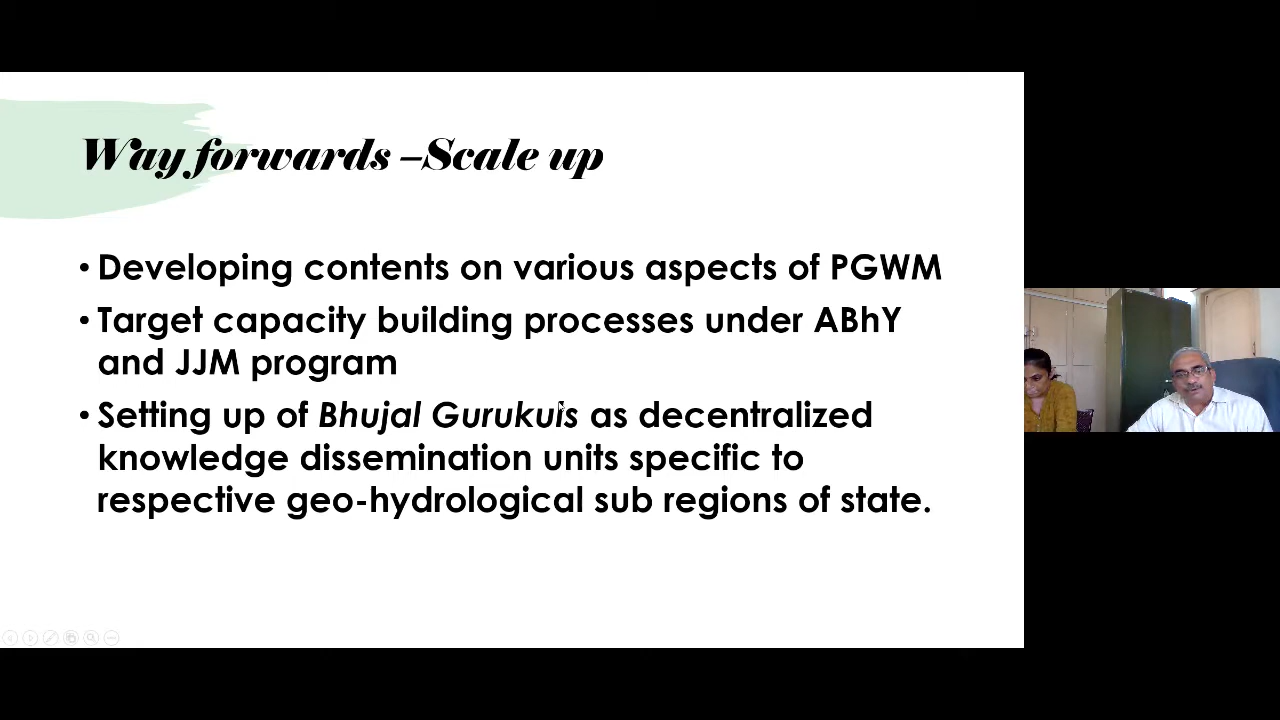 Way forwards –Scale up
• Developing contents on various aspects of PGWM
• Target capacity building processes under ABhY
and JJM program
• Setting up of Bhujal Gurukuls as decentralized
knowledge dissemination units specific to
respective geo-hydrological sub regions of state.